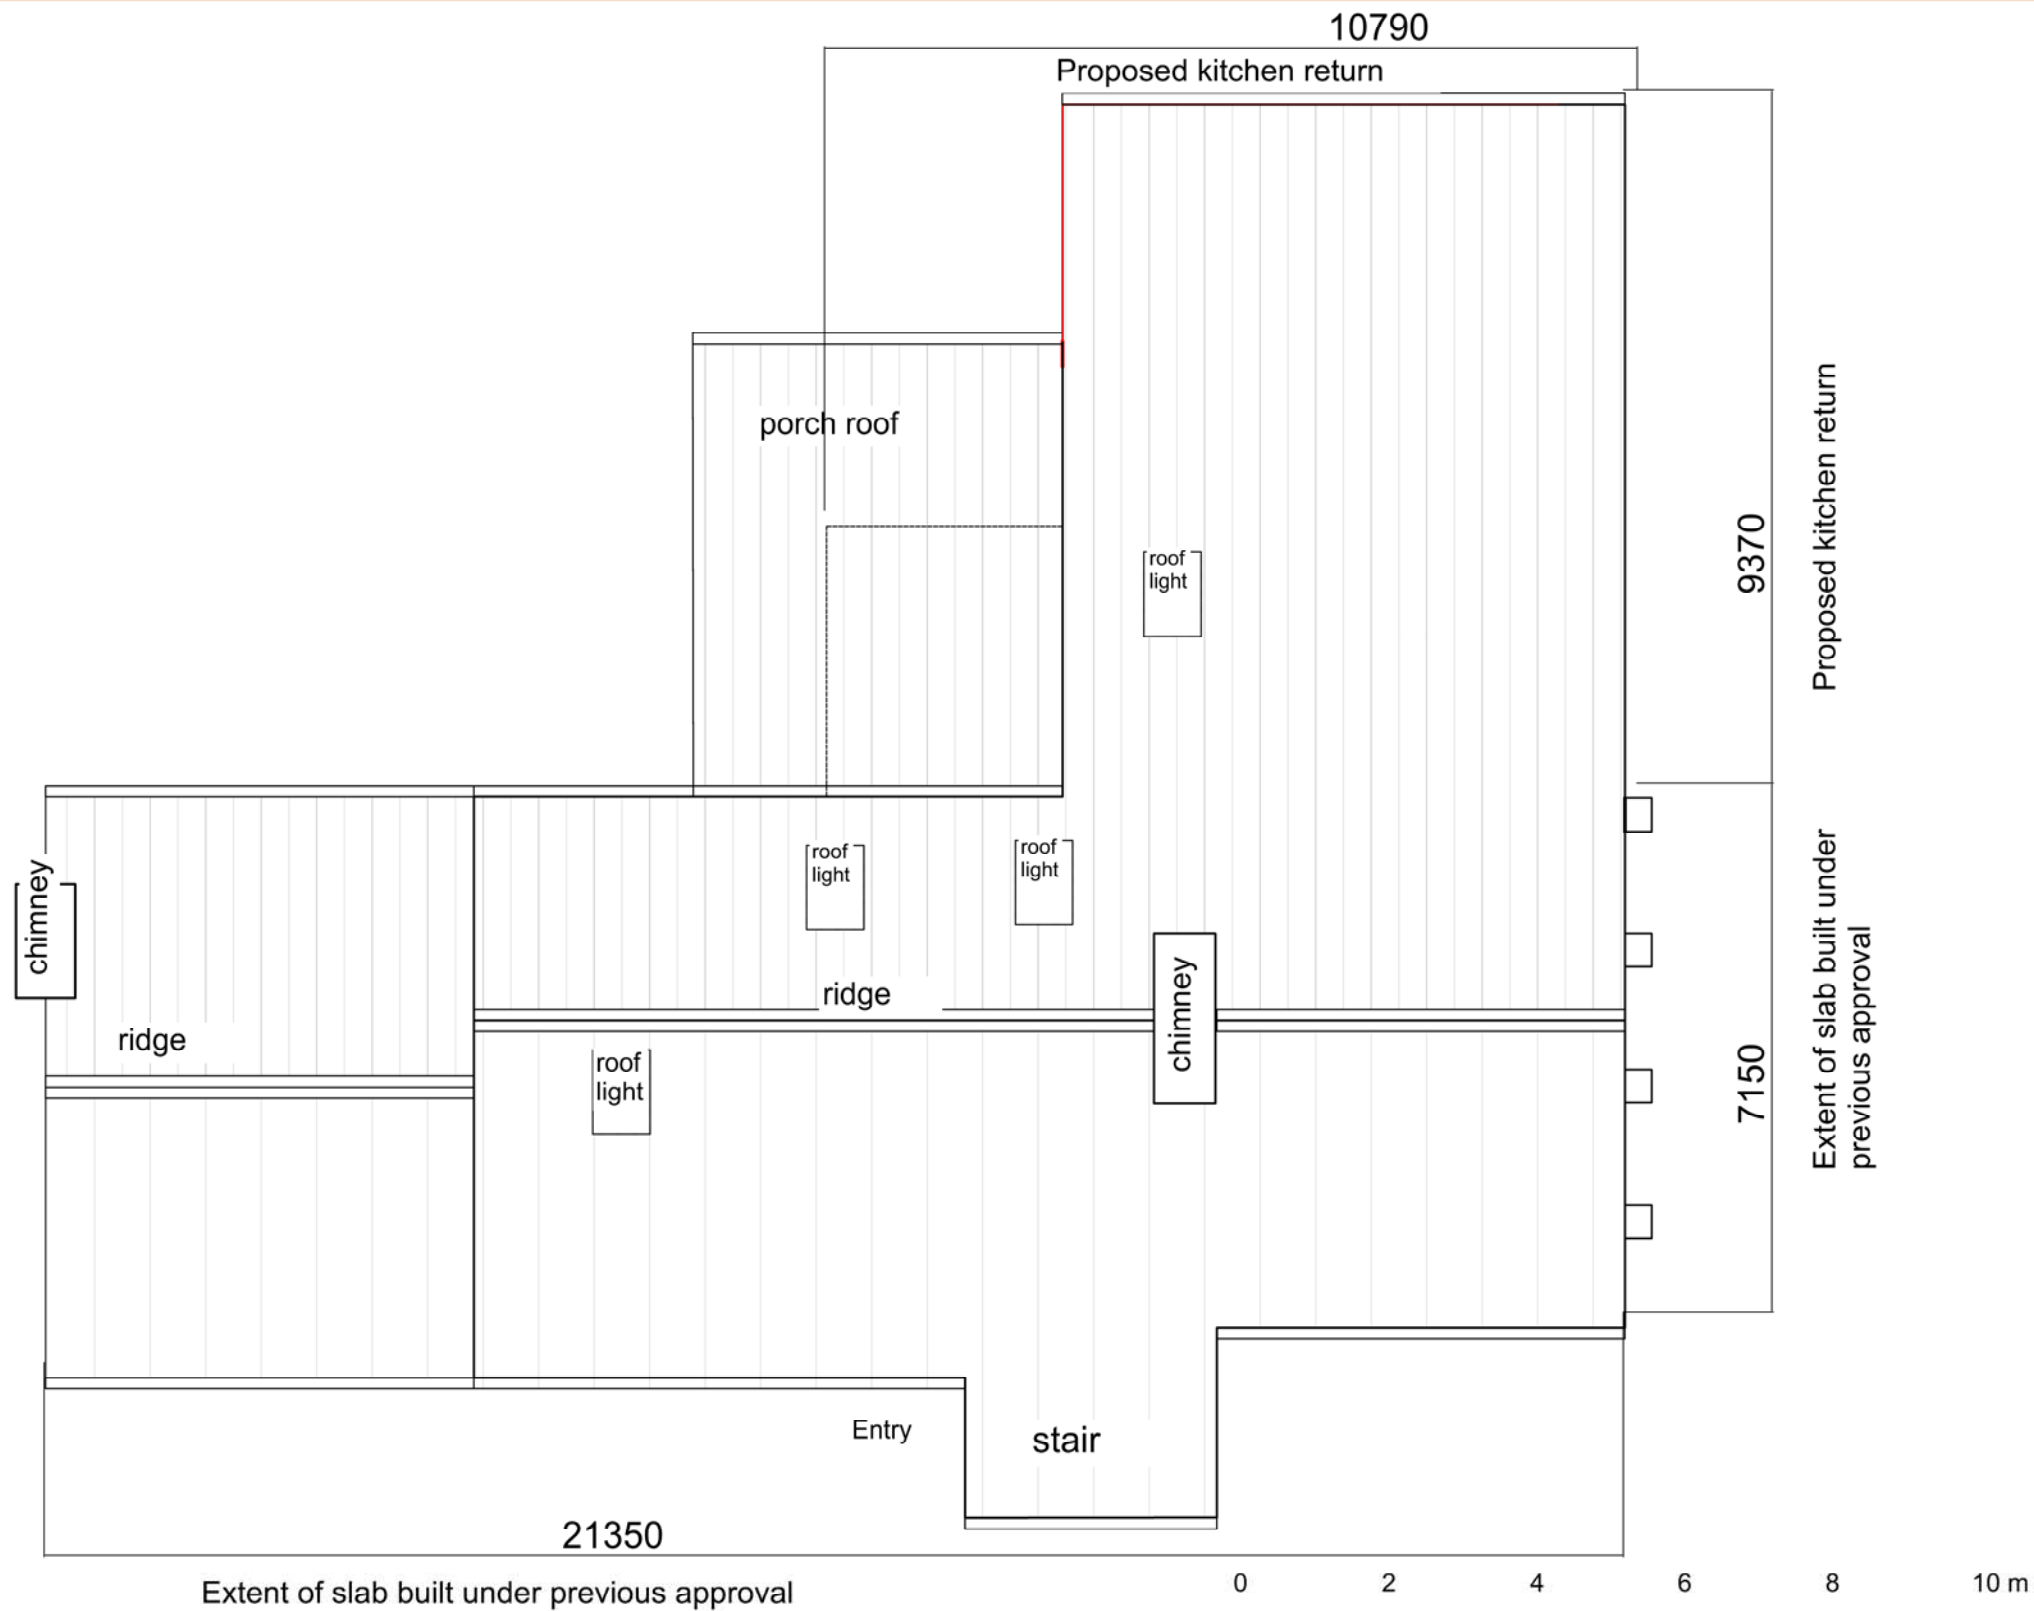 10790
Proposed kitchen return
porch roof
roof
light
9370
Proposed kitchen return
roof
light
roof
light
chimney
ridge
ridge
chimney
roof
light
7150
Extent of slab built under
previous approval
Entry
stair
21350
Extent of slab built under previous approval
0 2 4 6 8 10 m